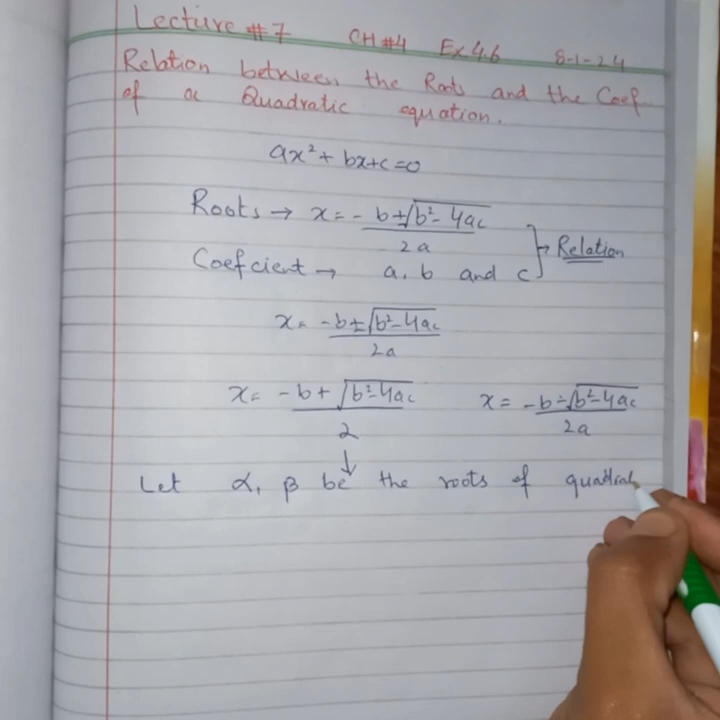 Lecture #7 CH#4 Ex 4.6 8-1-24
Relation between the Roots and the Coef
of a Quadratic equation.
ax² + bx+c=0
Roots → x = - b±√b²- 4ac / 2a
Coefcient → a, b and c } → Relation
x = -b±√b²-4ac / 2a
x = -b + √b²-4ac / 2 x = -b-√b²-4ac / 2a
↓
Let α, β be the roots of quadrat